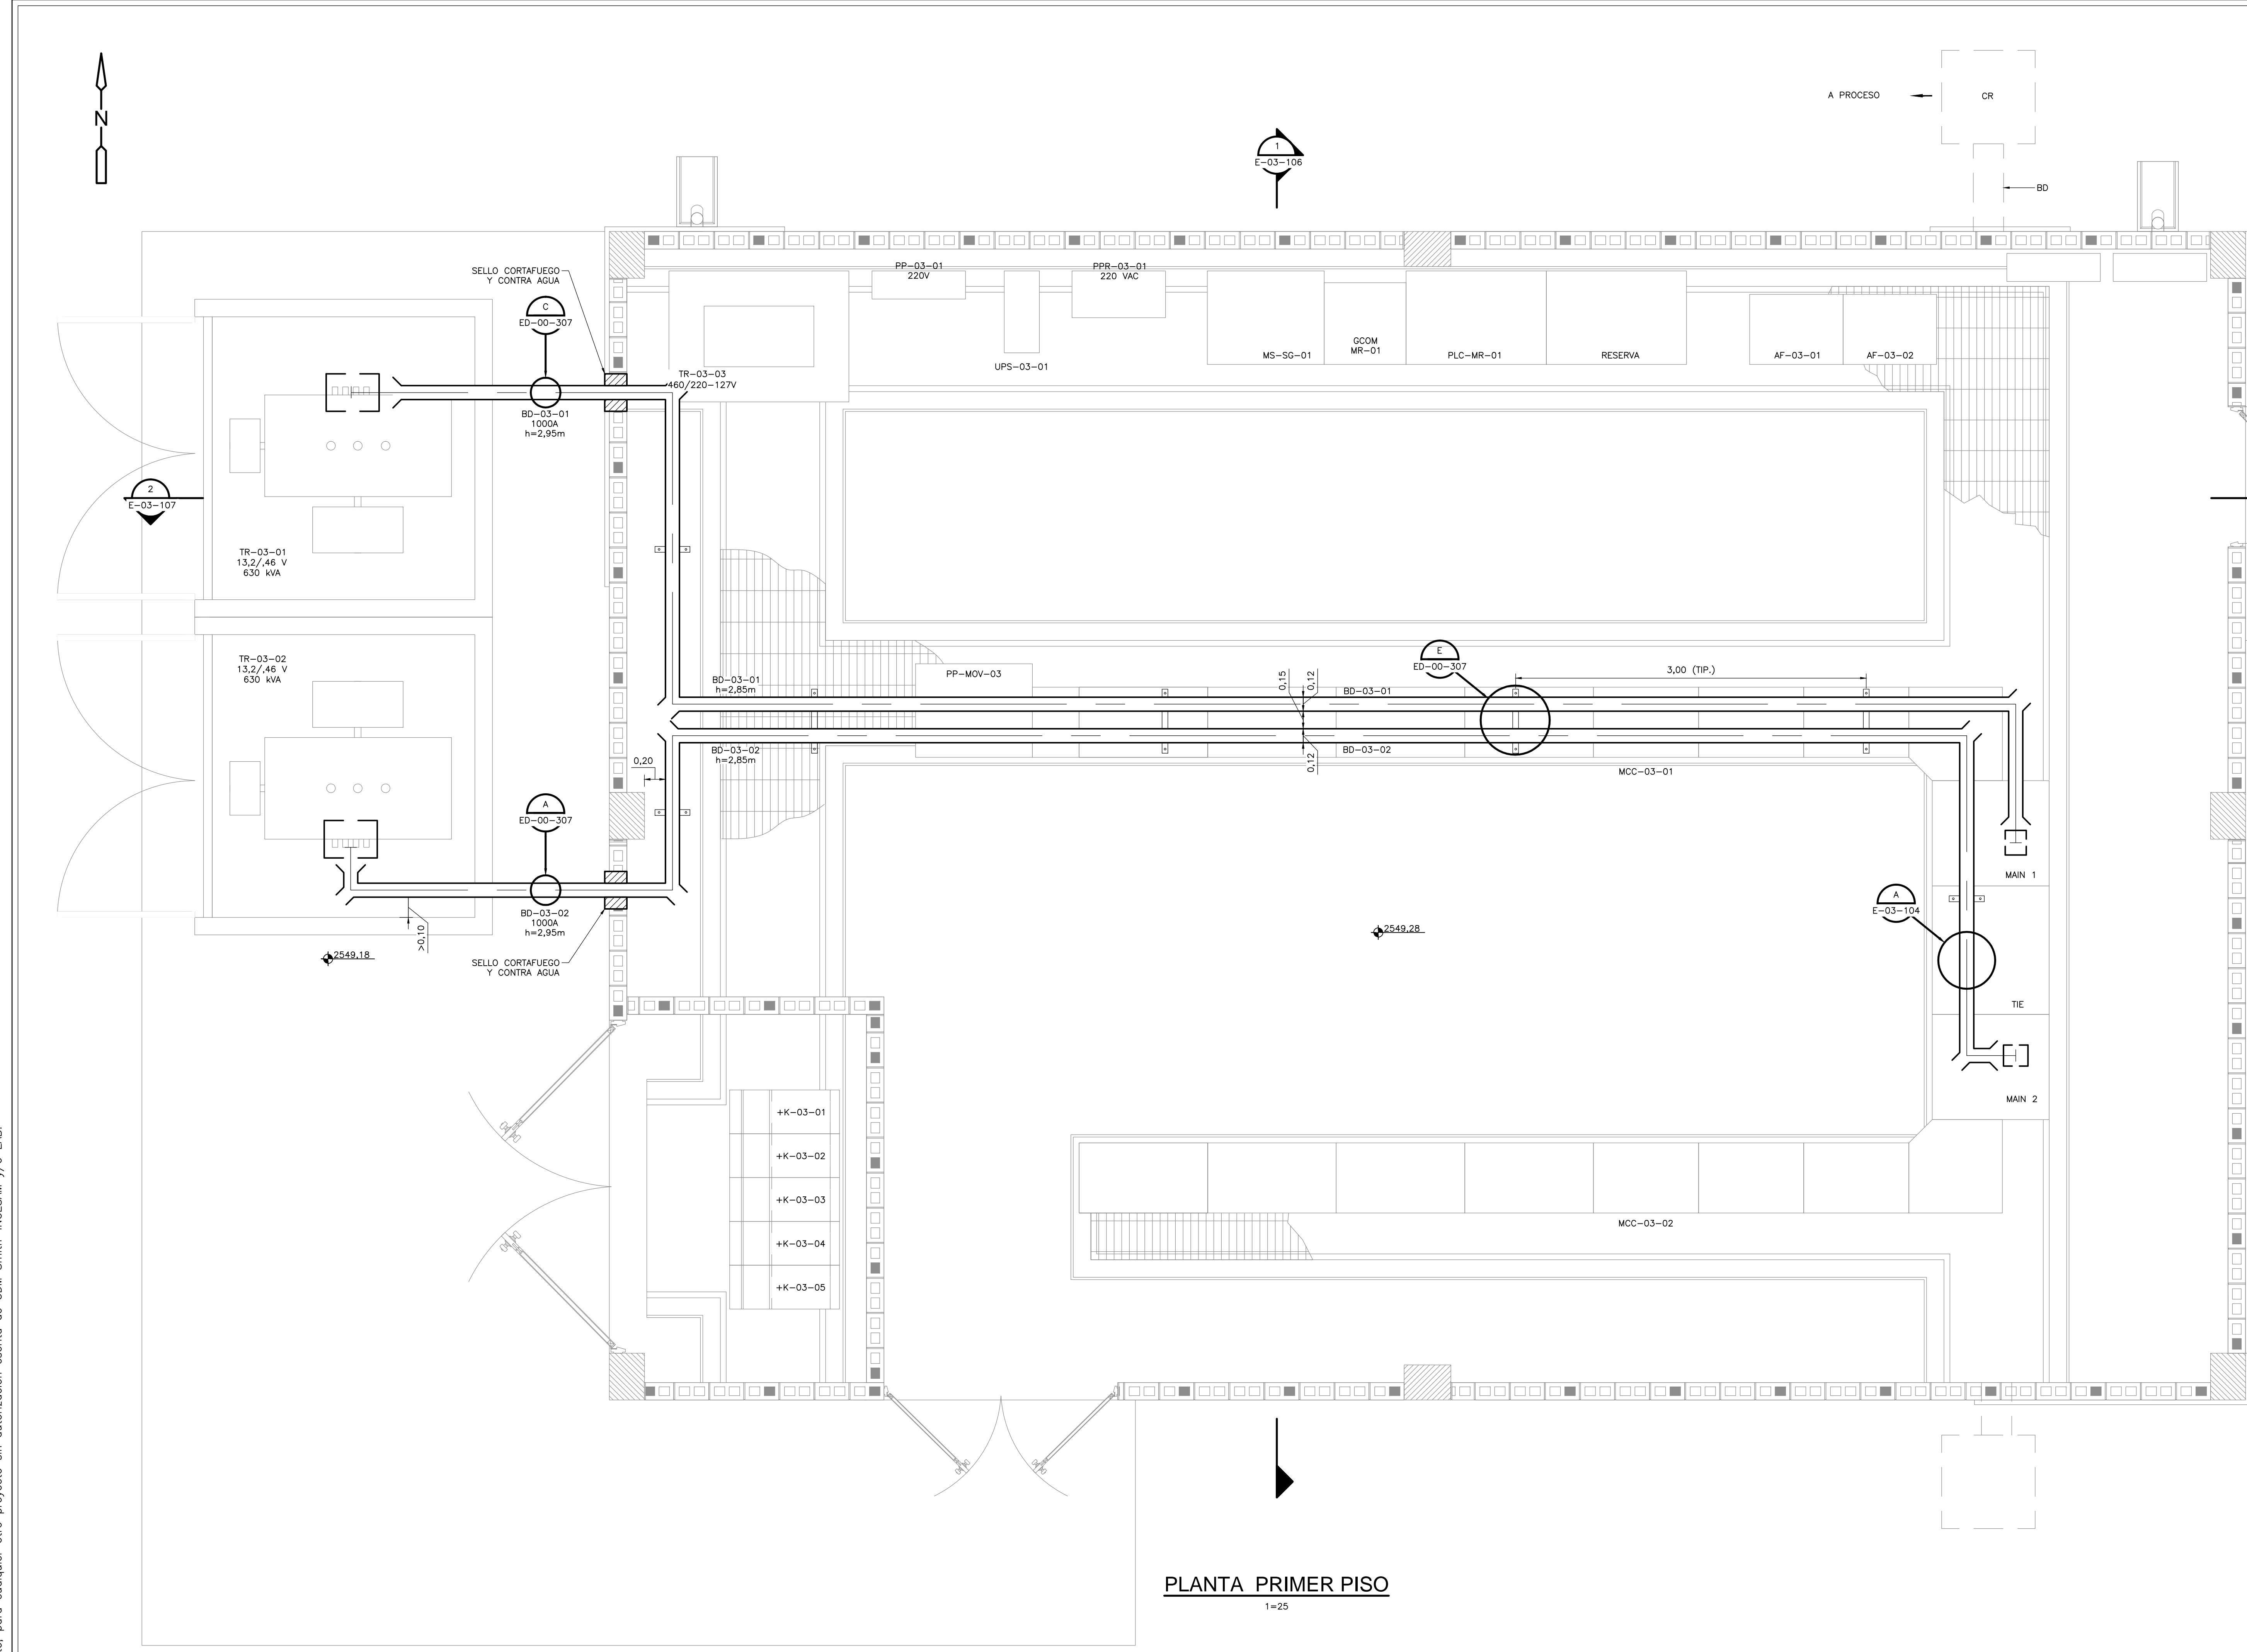 N
A PROCESO
CR
1
E-03-106
BD
SELLO CORTAFUEGO
Y CONTRA AGUA
PP-03-01
220V
PPR-03-01
220 VAC
C
ED-00-307
GCOM
MR-01
MS-SG-01
PLC-MR-01
RESERVA
AF-03-01
AF-03-02
UPS-03-01
TR-03-03
460/220-127V
BD-03-01
1000A
h=2,95m
2
E-03-107
TR-03-01
13,2/,46 V
630 kVA
TR-03-02
13,2/,46 V
630 kVA
E
ED-00-307
PP-MOV-03
3,00 (TIP.)
BD-03-01
h=2,85m
0,15
0,12
BD-03-01
BD-03-02
h=2,85m
0,12
BD-03-02
0,20
MCC-03-01
A
ED-00-307
MAIN 1
A
E-03-104
BD-03-02
1000A
h=2,95m
>0,10
2549,28
2549,18
SELLO CORTAFUEGO
Y CONTRA AGUA
TIE
MAIN 2
+K-03-01
+K-03-02
+K-03-03
+K-03-04
+K-03-05
MCC-03-02
PLANTA PRIMER PISO
1=25